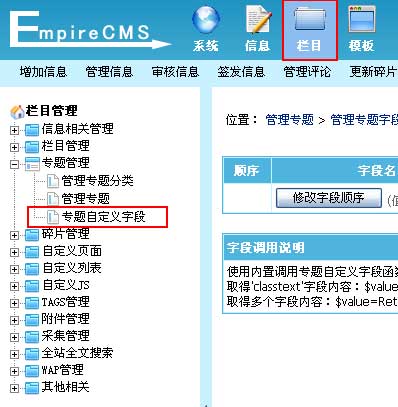 EmpireCMS
系统 信息 栏目 模板
增加信息 管理信息 审核信息 签发信息 管理评论 更新碎片
栏目管理
信息相关管理
栏目管理
专题管理
管理专题分类
管理专题
专题自定义字段
碎片管理
自定义页面
自定义列表
自定义JS
TAGS管理
附件管理
采集管理
全站全文搜索
WAP管理
其他相关
位置： 管理专题 > 管理专题字段
顺序 字段名
修改字段顺序 (值
字段调用说明
使用内置调用专题自定义字段函数
取得'classtext'字段内容：$value
取得多个字段内容：$value=Ret